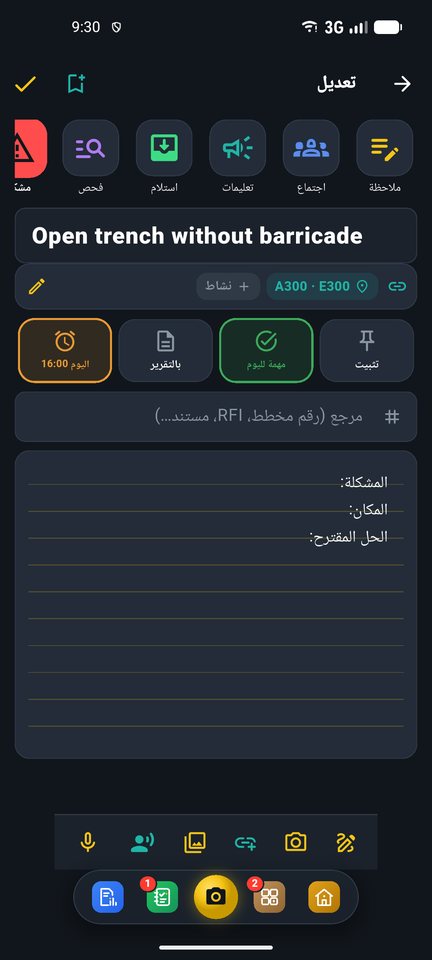 9:30
3G
تعديل
ملاحظة
اجتماع
تعليمات
استلام
فحص
Open trench without barricade
A300 · E300
+ نشاط
تثبيت
مهمة لليوم
بالتقرير
اليوم 16:00
# مرجع (رقم مخطط، RFI، مستند...)
المشكلة:
المكان:
الحل المقترح:
2
1